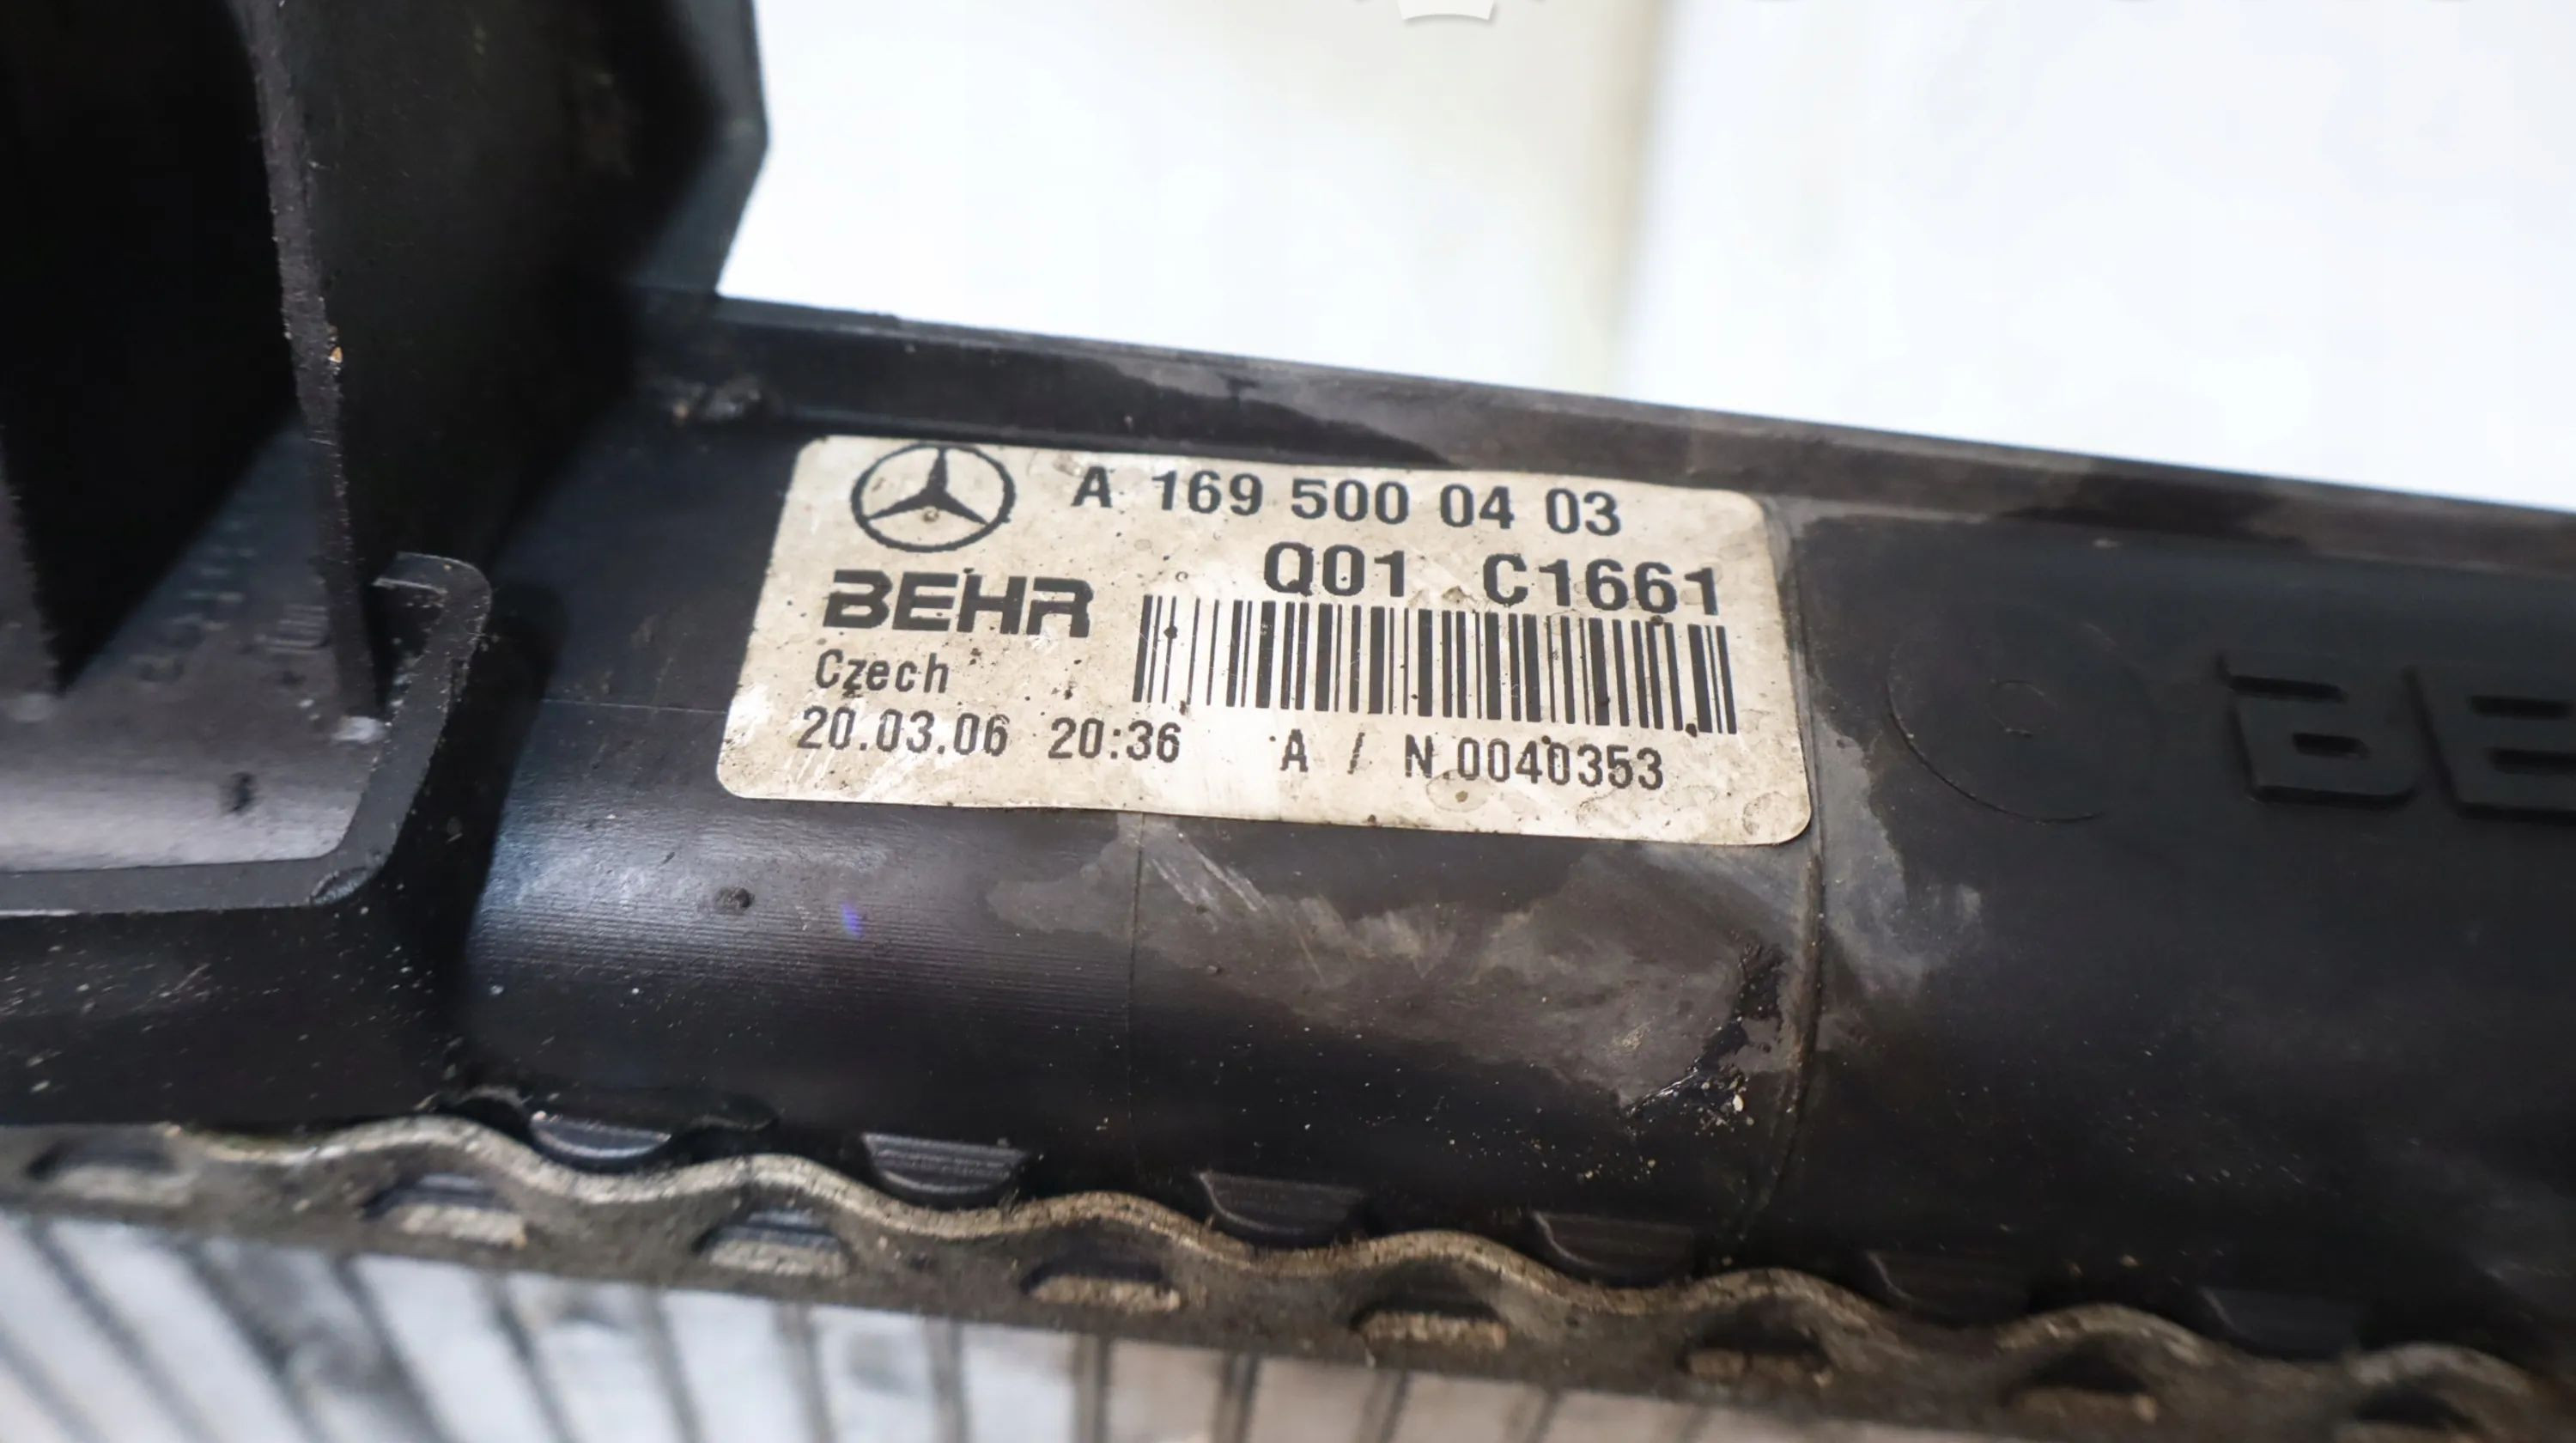 A 169 500 04 03
Q01 C1661
BEHR
Czech
20.03.06 20:36 A / N.0040353